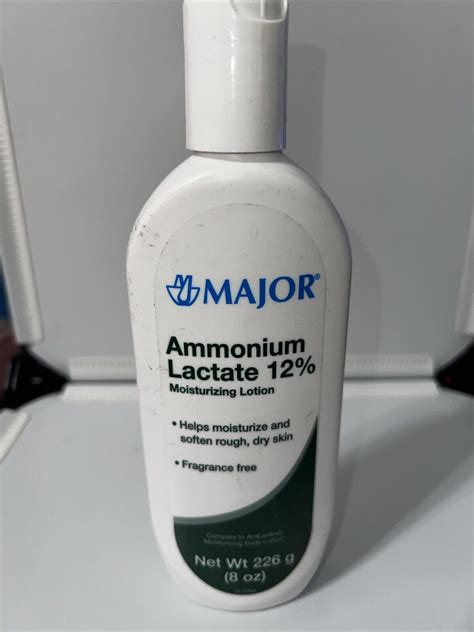 MAJOR®
Ammonium
Lactate 12%
Moisturizing Lotion
• Helps moisturize and
soften rough, dry skin
• Fragrance free
Compare to AmLactin®
Moisturizing Body Lotion
Net Wt 226 g
(8 oz)